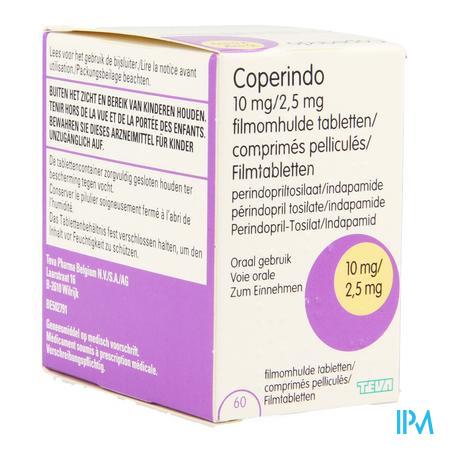 Lees voor het gebruik de bijsluiter./Lire la notice avant
utilisation./Packungsbeilage beachten.
BUITEN HET ZICHT EN BEREIK VAN KINDEREN HOUDEN.
TENIR HORS DE LA VUE ET DE LA PORTÉE DES ENFANTS.
BEWAHREN SIE DIESES ARZNEIMITTEL FÜR KINDER
UNZUGÄNGLICH AUF.
De tablettencontainer zorgvuldig gesloten houden ter
bescherming tegen vocht.
Conserver le pilulier soigneusement fermé à l'abri de
l'humidité.
Das Tablettenbehältnis fest verschlossen halten, um den
Inhalt vor Feuchtigkeit zu schützen.
Teva Pharma Belgium N.V./S.A./AG
Laarstraat 16
B-2610 Wilrijk
BE502791
Geneesmiddel op medisch voorschrift.
Médicament soumis à prescription médicale.
Verschreibungspflichtig.
Coperindo
10 mg/2,5 mg
filmomhulde tabletten/
comprimés pelliculés/
Filmtabletten
perindopriltosilaat/indapamide
périndopril tosilate/indapamide
Perindopril-Tosilat/Indapamid
Oraal gebruik
Voie orale
Zum Einnehmen
10 mg/
2,5 mg
60
filmomhulde tabletten/
comprimés pelliculés/
Filmtabletten
TEVA
IPM